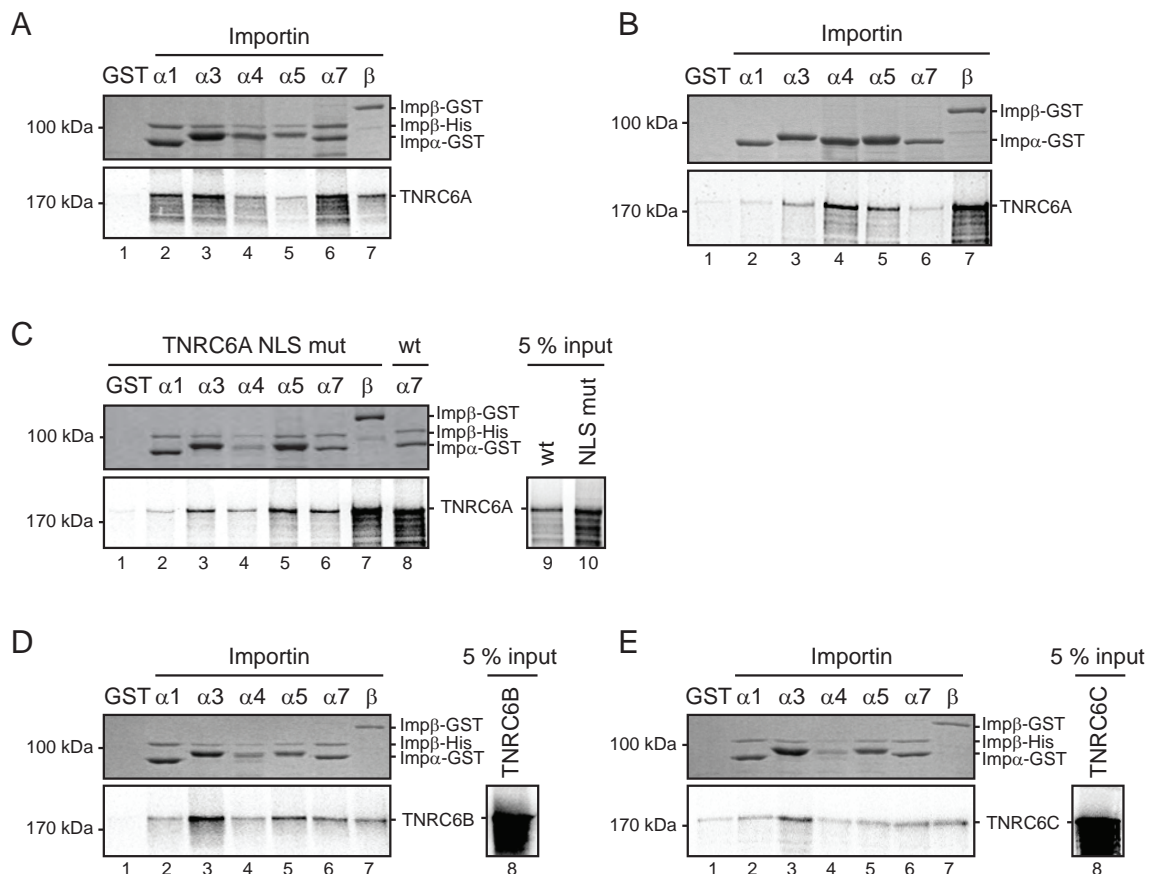 A
Importin
GST α1 α3 α4 α5 α7 β
100 kDa
Impβ-GST
Impβ-His
Impα-GST
170 kDa
TNRC6A
1 2 3 4 5 6 7
B
Importin
GST α1 α3 α4 α5 α7 β
100 kDa
Impβ-GST
Impα-GST
170 kDa
TNRC6A
1 2 3 4 5 6 7
C
TNRC6A NLS mut wt 5 % input
GST α1 α3 α4 α5 α7 β α7
wt
NLS mut
100 kDa
Impβ-GST
Impβ-His
Impα-GST
170 kDa
TNRC6A
1 2 3 4 5 6 7 8 9 10
D
Importin 5 % input
GST α1 α3 α4 α5 α7 β
TNRC6B
100 kDa
Impβ-GST
Impβ-His
Impα-GST
170 kDa
TNRC6B
1 2 3 4 5 6 7 8
E
Importin 5 % input
GST α1 α3 α4 α5 α7 β
TNRC6C
100 kDa
Impβ-GST
Impβ-His
Impα-GST
170 kDa
TNRC6C
1 2 3 4 5 6 7 8